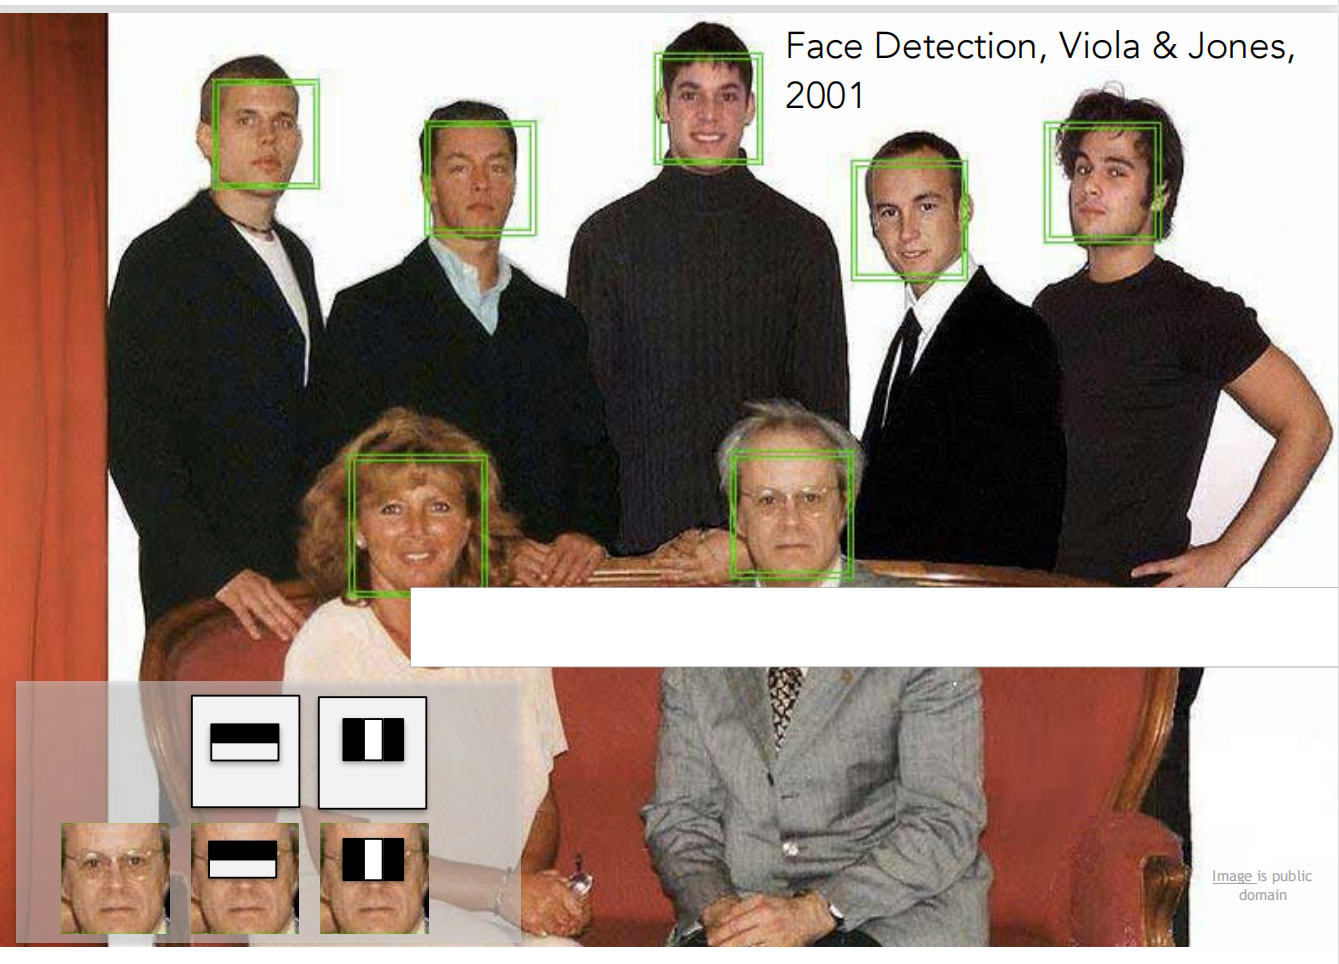 Face Detection, Viola & Jones,
2001
Image is public
domain